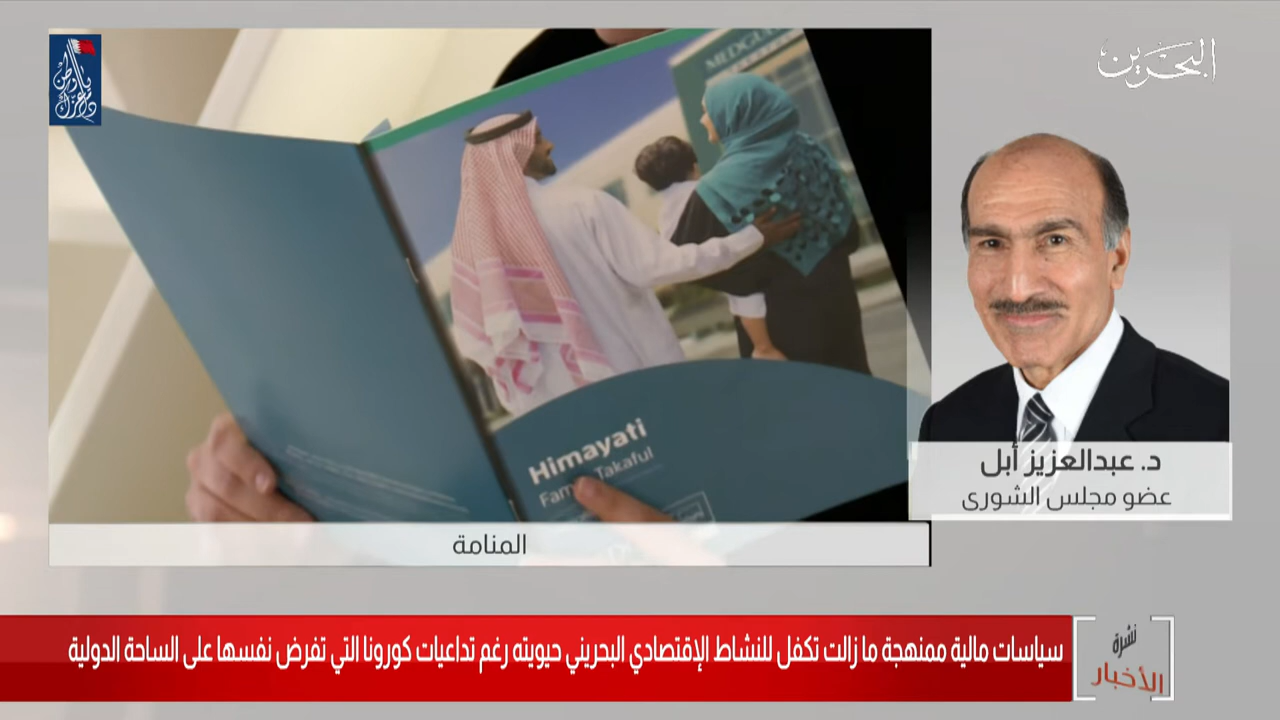 البحرين
MEDGULF
Himayati
Family Takaful
د. عبدالعزيز أبل
عضو مجلس الشورى
المنامة
سياسات مالية ممنهجة ما زالت تكفل للنشاط الإقتصادي البحريني حيويته رغم تداعيات كورونا التي تفرض نفسها على الساحة الدولية
نشرة
الأخبار